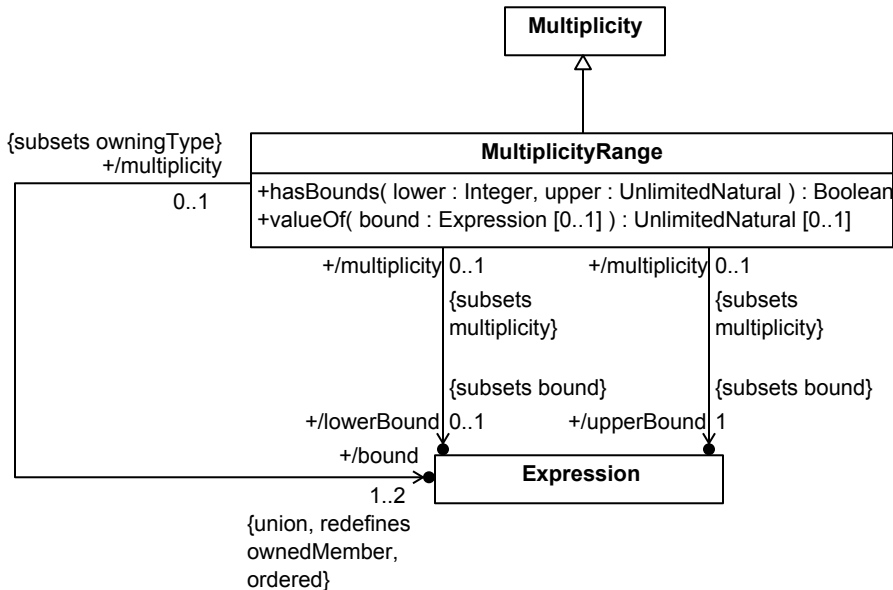 Multiplicity
{subsets owningType}
+/multiplicity
0..1
MultiplicityRange
+hasBounds( lower : Integer, upper : UnlimitedNatural ) : Boolean
+valueOf( bound : Expression [0..1] ) : UnlimitedNatural [0..1]
+/multiplicity 0..1
{subsets
multiplicity}
{subsets bound}
+/lowerBound 0..1
+/multiplicity 0..1
{subsets
multiplicity}
{subsets bound}
+/upperBound 1
+/bound
1..2
{union, redefines
ownedMember,
ordered}
Expression